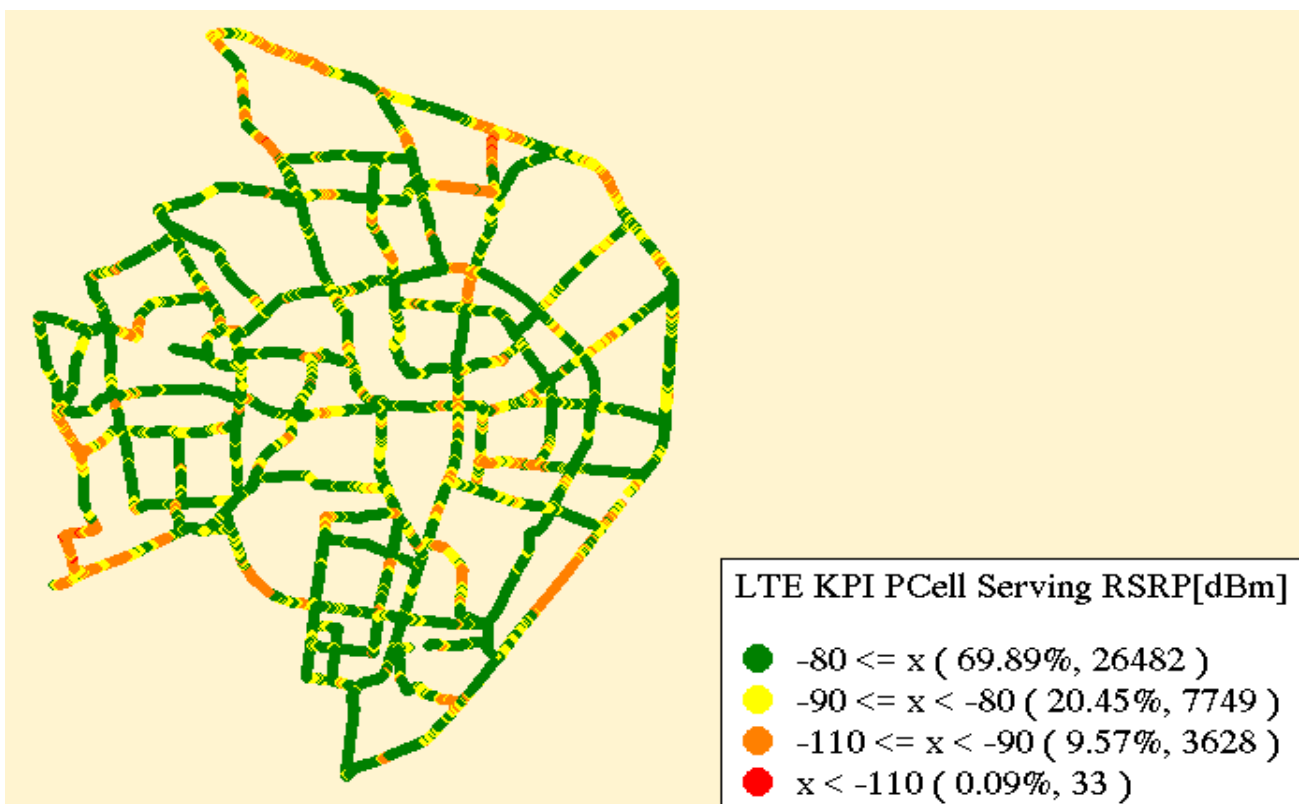 LTE KPI PCell Serving RSRP[dBm]
-80 <= x ( 69.89%, 26482 )
-90 <= x < -80 ( 20.45%, 7749 )
-110 <= x < -90 ( 9.57%, 3628 )
x < -110 ( 0.09%, 33 )